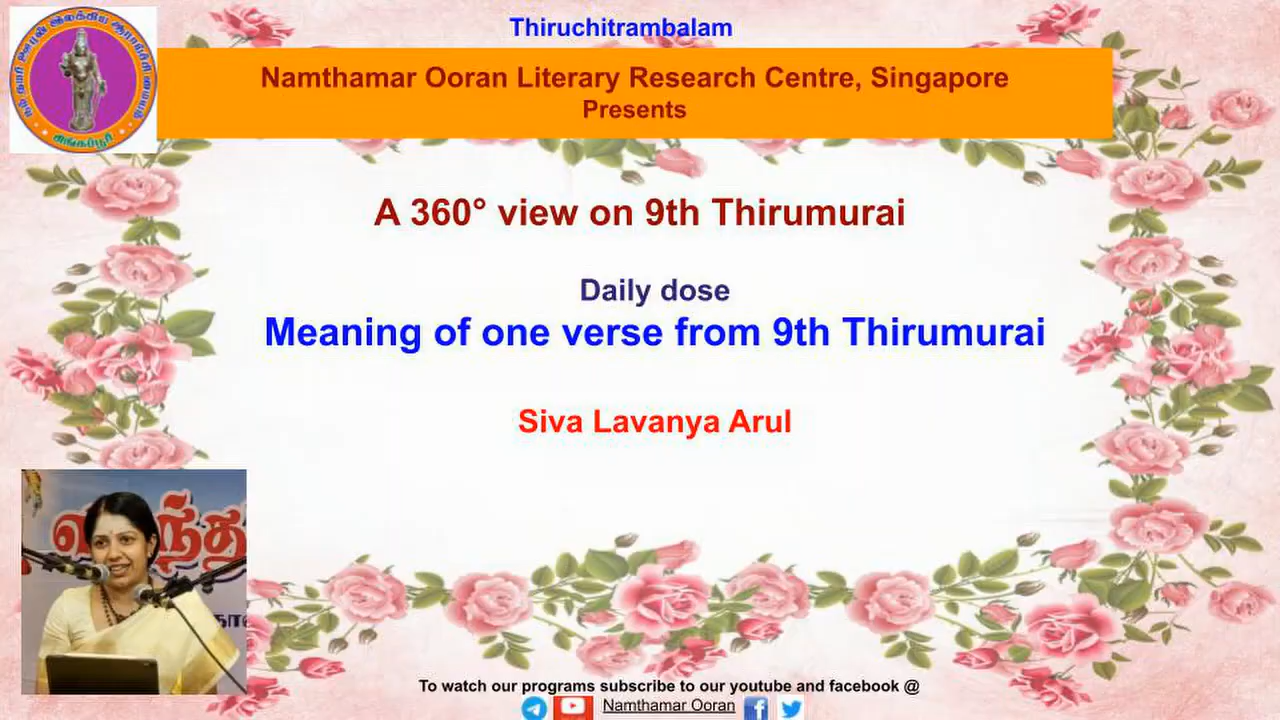 Thiruchitrambalam
Namthamar Ooran Literary Research Centre, Singapore
Presents
A 360° view on 9th Thirumurai
Daily dose
Meaning of one verse from 9th Thirumurai
Siva Lavanya Arul
To watch our programs subscribe to our youtube and facebook @
Namthamar Ooran